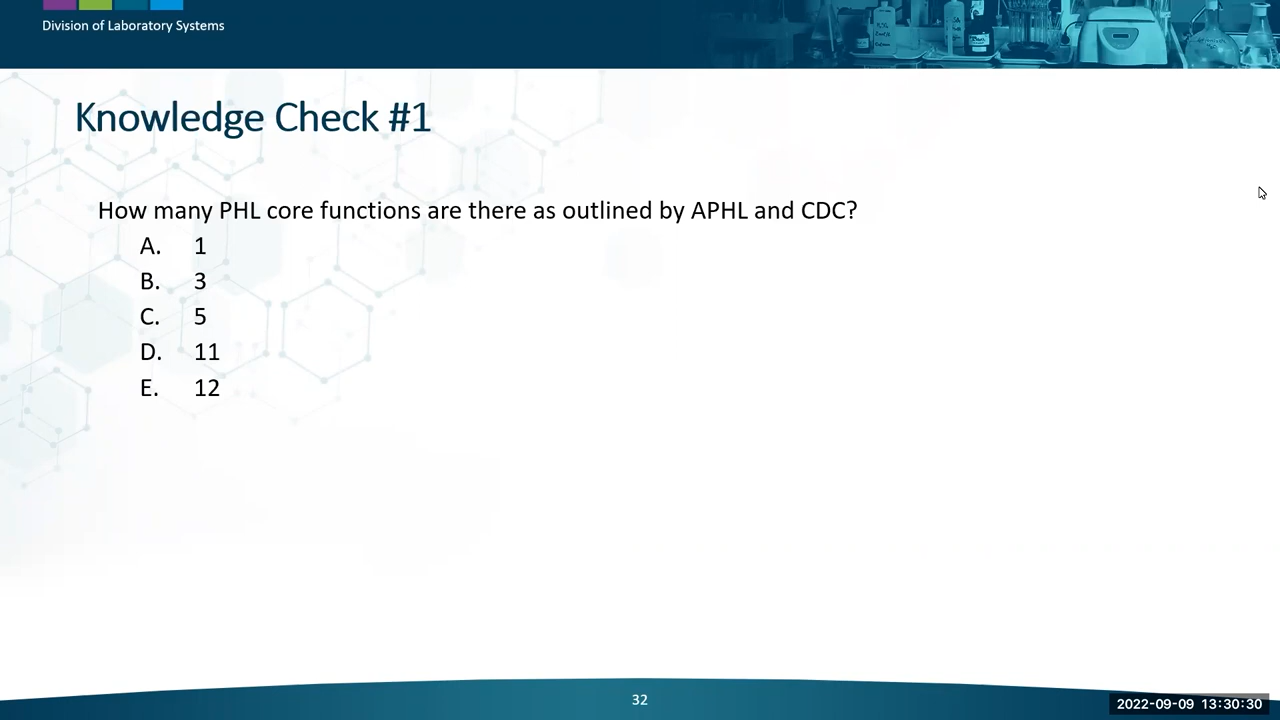 Division of Laboratory Systems
Knowledge Check #1
How many PHL core functions are there as outlined by APHL and CDC?
A. 1
B. 3
C. 5
D. 11
E. 12
32
2022-09-09 13:30:30